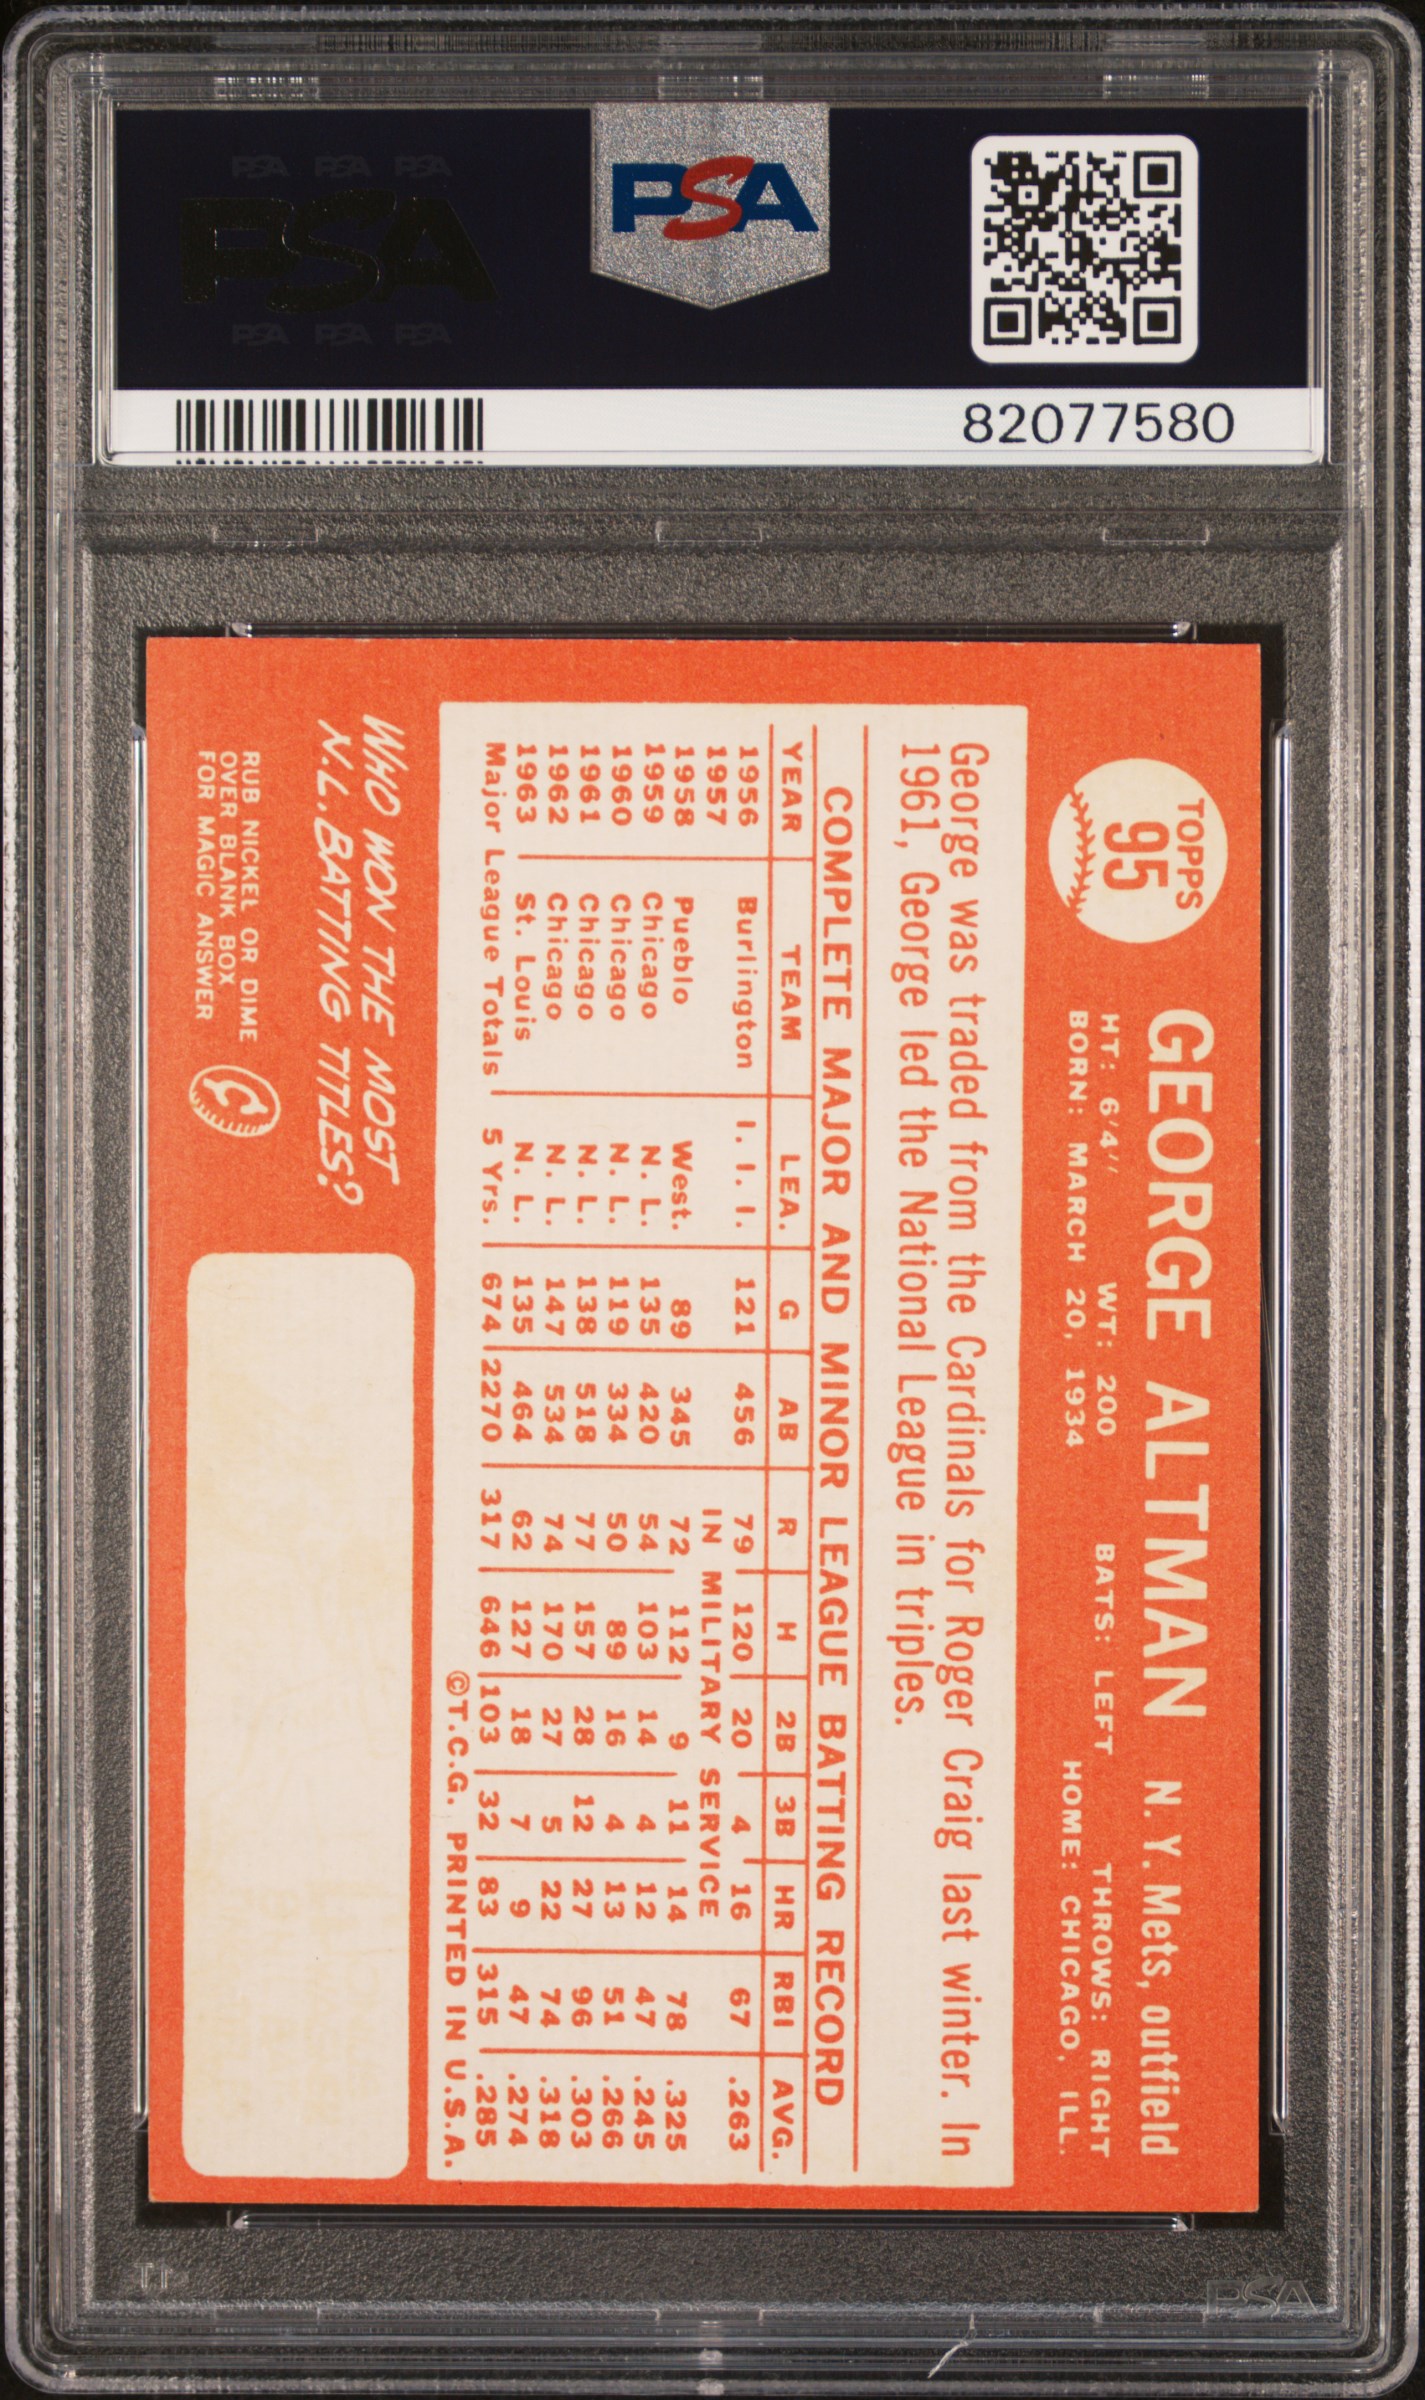 PSA PSA PSA
PSA
PSA PSA PSA
PSA
82077580
TOPPS
95
GEORGE ALTMAN N. Y. Mets, outfield
HT: 6'4" WT: 200 BATS: LEFT THROWS: RIGHT
BORN: MARCH 20, 1934 HOME: CHICAGO, ILL.
George was traded from the Cardinals for Roger Craig last winter. In
1961, George led the National League in triples.
COMPLETE MAJOR AND MINOR LEAGUE BATTING RECORD
YEAR TEAM LEA. G AB R H 2B 3B HR RBI AVG.
1956 Burlington I. I. I. 121 456 79 120 20 4 16 67 .263
1957 IN MILITARY SERVICE
1958 Pueblo West. 89 345 72 112 9 11 14 78 .325
1959 Chicago N. L. 135 420 54 103 14 4 12 47 .245
1960 Chicago N. L. 119 334 50 89 16 4 13 51 .266
1961 Chicago N. L. 138 518 77 157 28 12 27 96 .303
1962 Chicago N. L. 147 534 74 170 27 5 22 74 .318
1963 St. Louis N. L. 135 464 62 127 18 7 9 47 .274
Major League Totals 5 Yrs. 674 2270 317 646 103 32 83 315 .285
©T.C.G. PRINTED IN U.S.A.
WHO WON THE MOST
N.L. BATTING TITLES?
RUB NICKEL OR DIME
OVER BLANK BOX
FOR MAGIC ANSWER
PSA